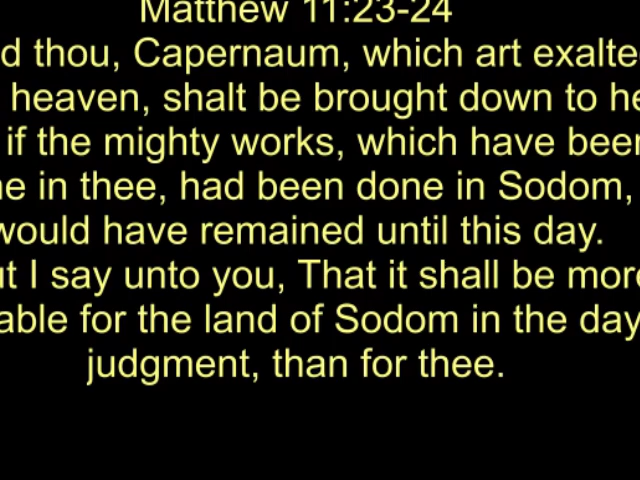 Matthew 11:23-24
d thou, Capernaum, which art exalte
heaven, shalt be brought down to he
if the mighty works, which have been
ne in thee, had been done in Sodom,
would have remained until this day.
ut I say unto you, That it shall be more
able for the land of Sodom in the day
judgment, than for thee.